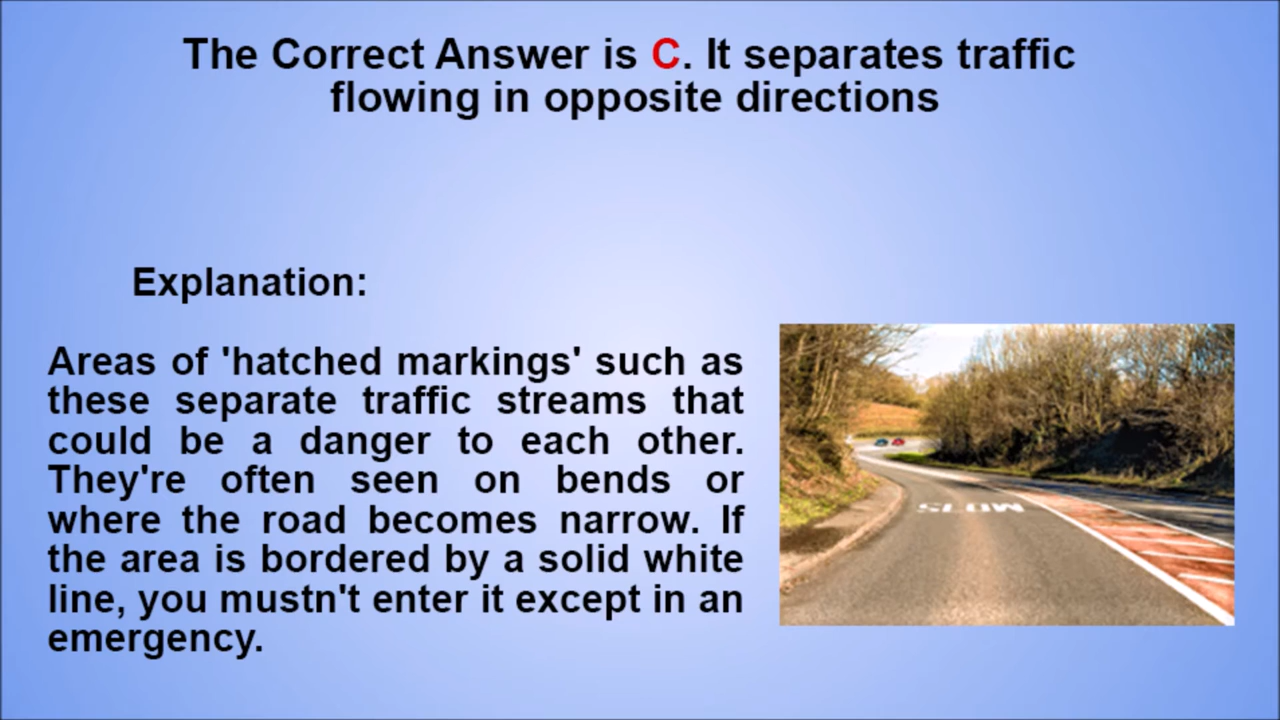 The Correct Answer is C. It separates traffic
flowing in opposite directions
Explanation:
Areas of 'hatched markings' such as
these separate traffic streams that
could be a danger to each other.
They're often seen on bends or
where the road becomes narrow. If
the area is bordered by a solid white
line, you mustn't enter it except in an
emergency.
SLOW